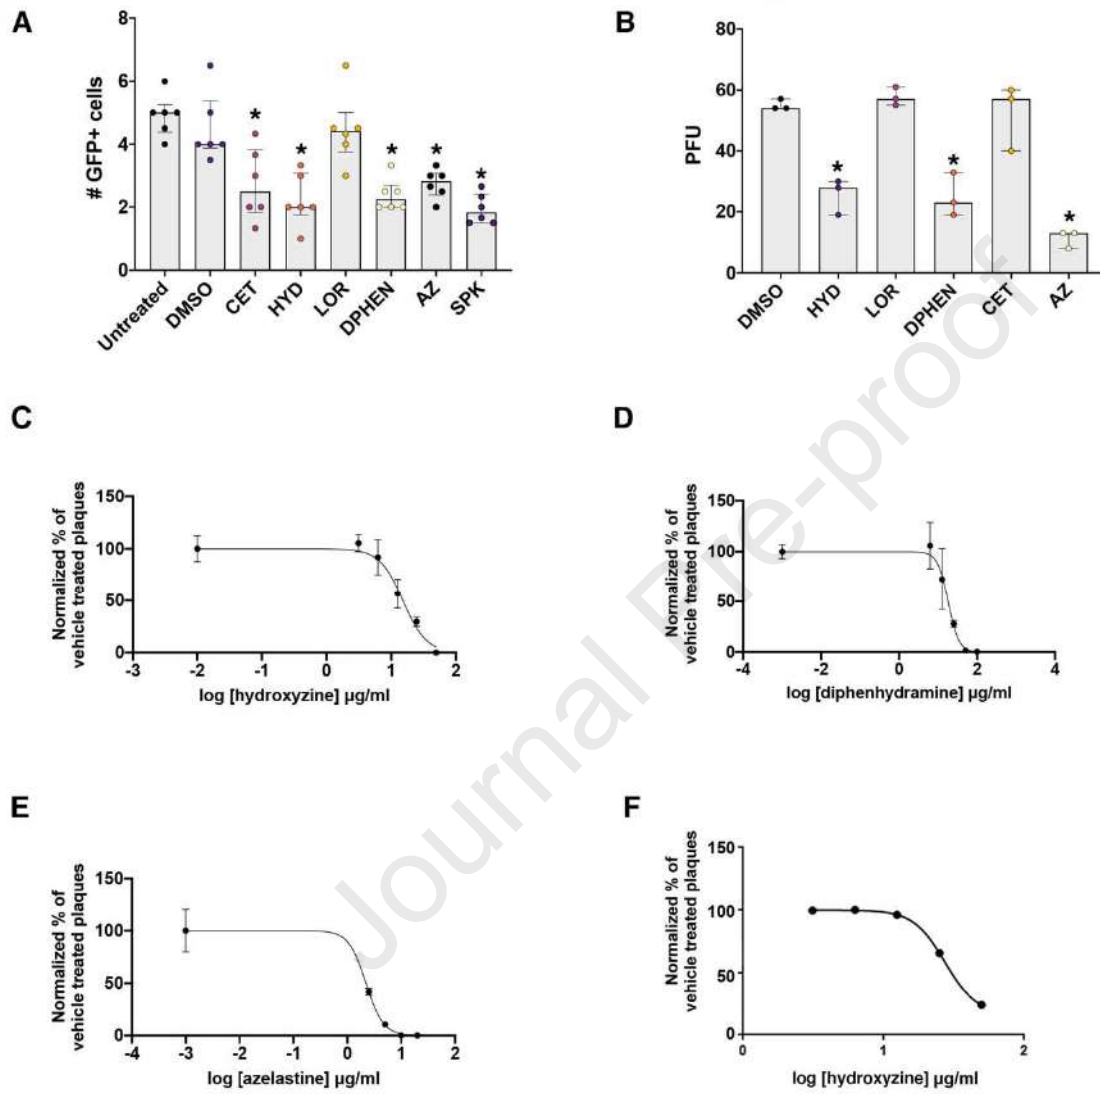 A
# GFP+ cells
8
6
4
2
0
*
*
*
*
*
Untreated
DMSO
CET
HYD
LOR
DPHEN
AZ
SPK
B
PFU
80
60
40
20
0
*
*
*
DMSO
HYD
LOR
DPHEN
CET
AZ
C
Normalized % of
vehicle treated plaques
150
100
50
0
-3
-2
-1
0
1
2
log [hydroxyzine] µg/ml
D
Normalized % of
vehicle treated plaques
150
100
50
0
-4
-2
0
2
4
log [diphenhydramine] µg/ml
E
Normalized % of
vehicle treated plaques
150
100
50
0
-4
-3
-2
-1
0
1
2
log [azelastine] µg/ml
F
Normalized % of
vehicle treated plaques
150
100
50
0
0
1
2
log [hydroxyzine] µg/ml
Journal Pre-proof